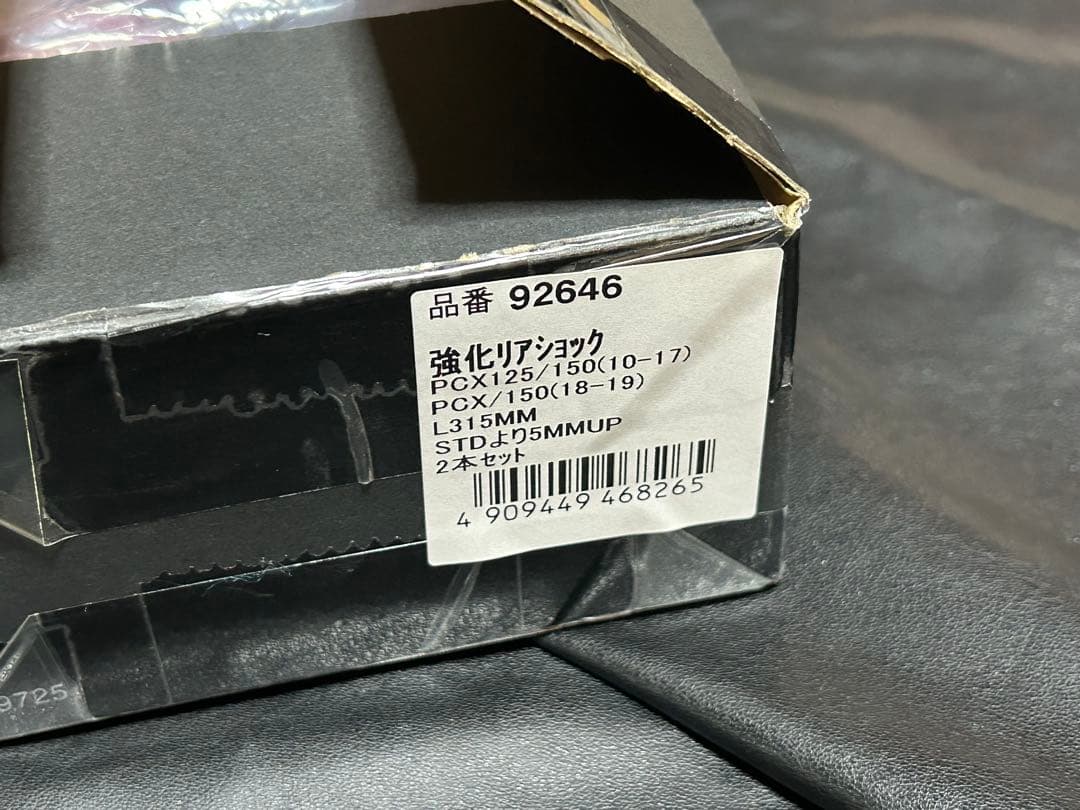 品番 92646
強化リアショック
PCX125/150(10-17)
PCX/150(18-19)
L315MM
STDより5MMUP
2本セット
4 909449 468265
9725